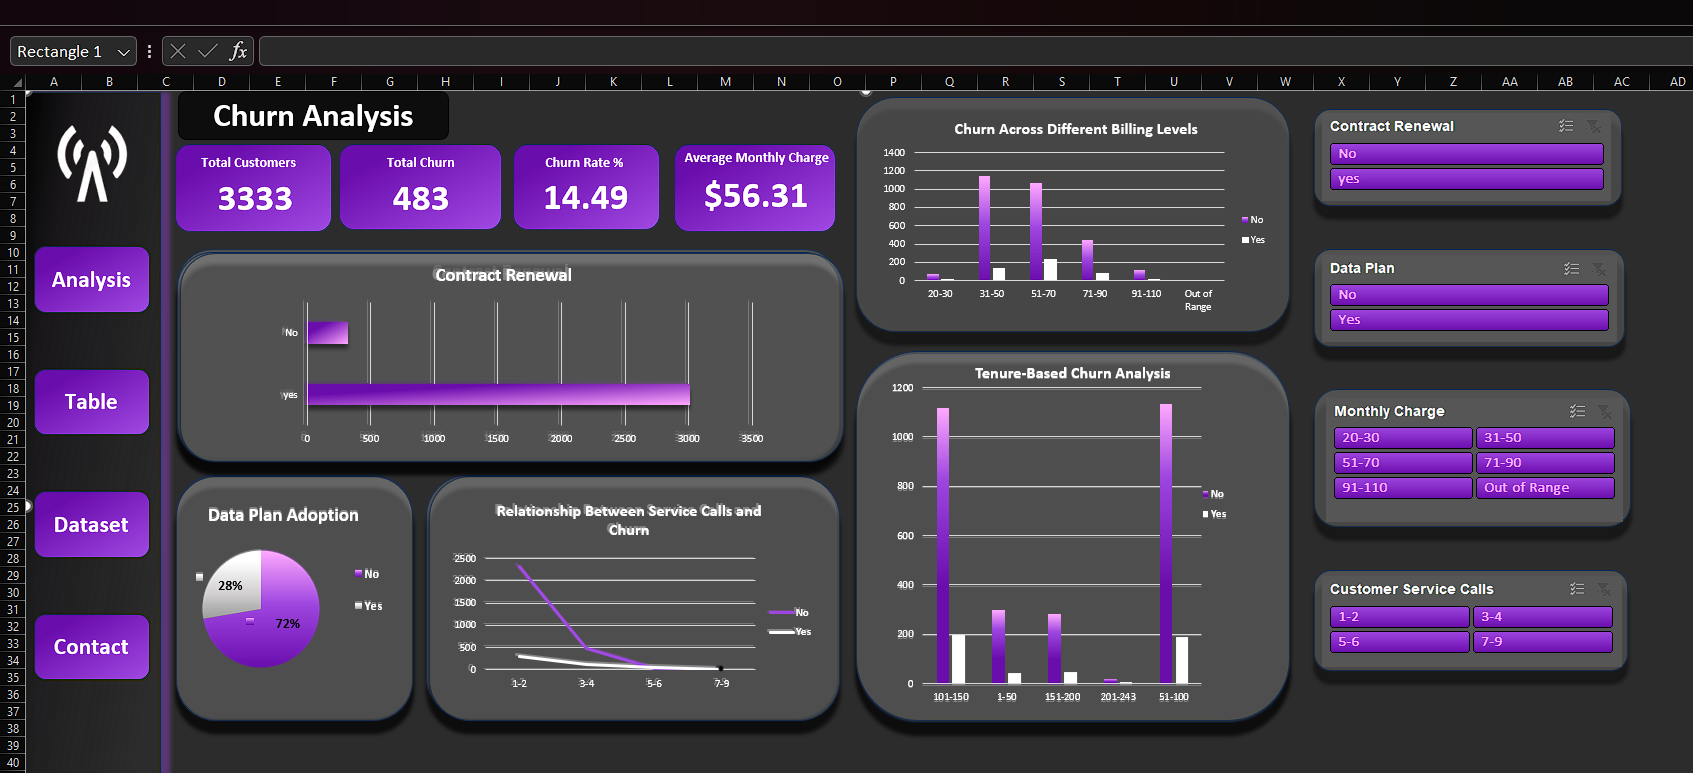 Rectangle 1
fx
A B C D E F G H I J K L M N O P Q R S T U V W X Y Z AA AB AC AD
1
2
3
4
5
6
7
8
9
10
11
12
13
14
15
16
17
18
19
20
21
22
23
24
25
26
27
28
29
30
31
32
33
34
35
36
37
38
39
40
Analysis
Table
Dataset
Contact
Churn Analysis
Total Customers
3333
Total Churn
483
Churn Rate %
14.49
Average Monthly Charge
$56.31
Contract Renewal
No
yes
0 500 1000 1500 2000 2500 3000 3500
Data Plan Adoption
28%
72%
No
Yes
Relationship Between Service Calls and
Churn
2500
2000
1500
1000
500
0
1-2 3-4 5-6 7-9
No
Yes
Churn Across Different Billing Levels
1400
1200
1000
800
600
400
200
0
20-30 31-50 51-70 71-90 91-110 Out of
Range
No
Yes
Tenure-Based Churn Analysis
1200
1000
800
600
400
200
0
101-150 1-50 151-200 201-243 51-100
No
Yes
Contract Renewal
No
yes
Data Plan
No
Yes
Monthly Charge
20-30 31-50
51-70 71-90
91-110 Out of Range
Customer Service Calls
1-2 3-4
5-6 7-9